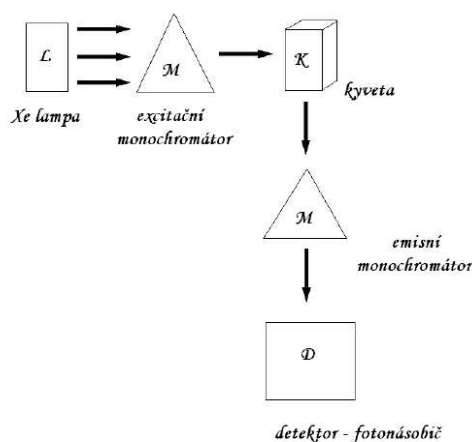 L
M
K
Xe lampa
excitační
monochromátor
kyveta
M
emisní
monochromátor
D
detektor - fotonásobič